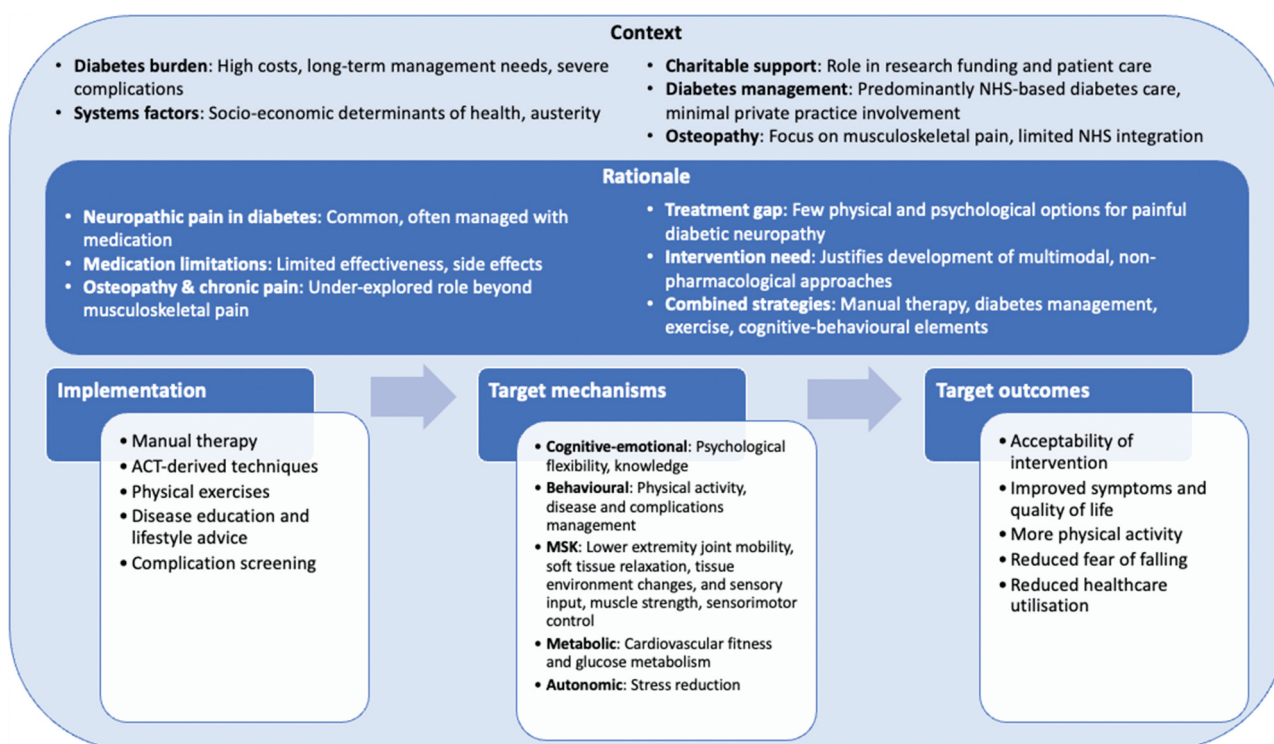 Context
• Diabetes burden: High costs, long-term management needs, severe
complications
• Systems factors: Socio-economic determinants of health, austerity
• Charitable support: Role in research funding and patient care
• Diabetes management: Predominantly NHS-based diabetes care,
minimal private practice involvement
• Osteopathy: Focus on musculoskeletal pain, limited NHS integration
Rationale
• Neuropathic pain in diabetes: Common, often managed with
medication
• Medication limitations: Limited effectiveness, side effects
• Osteopathy & chronic pain: Under-explored role beyond
musculoskeletal pain
• Treatment gap: Few physical and psychological options for painful
diabetic neuropathy
• Intervention need: Justifies development of multimodal, non-
pharmacological approaches
• Combined strategies: Manual therapy, diabetes management,
exercise, cognitive-behavioural elements
Implementation
• Manual therapy
• ACT-derived techniques
• Physical exercises
• Disease education and
lifestyle advice
• Complication screening
Target mechanisms
• Cognitive-emotional: Psychological
flexibility, knowledge
• Behavioural: Physical activity,
disease and complications
management
• MSK: Lower extremity joint mobility,
soft tissue relaxation, tissue
environment changes, and sensory
input, muscle strength, sensorimotor
control
• Metabolic: Cardiovascular fitness
and glucose metabolism
• Autonomic: Stress reduction
Target outcomes
• Acceptability of
intervention
• Improved symptoms and
quality of life
• More physical activity
• Reduced fear of falling
• Reduced healthcare
utilisation